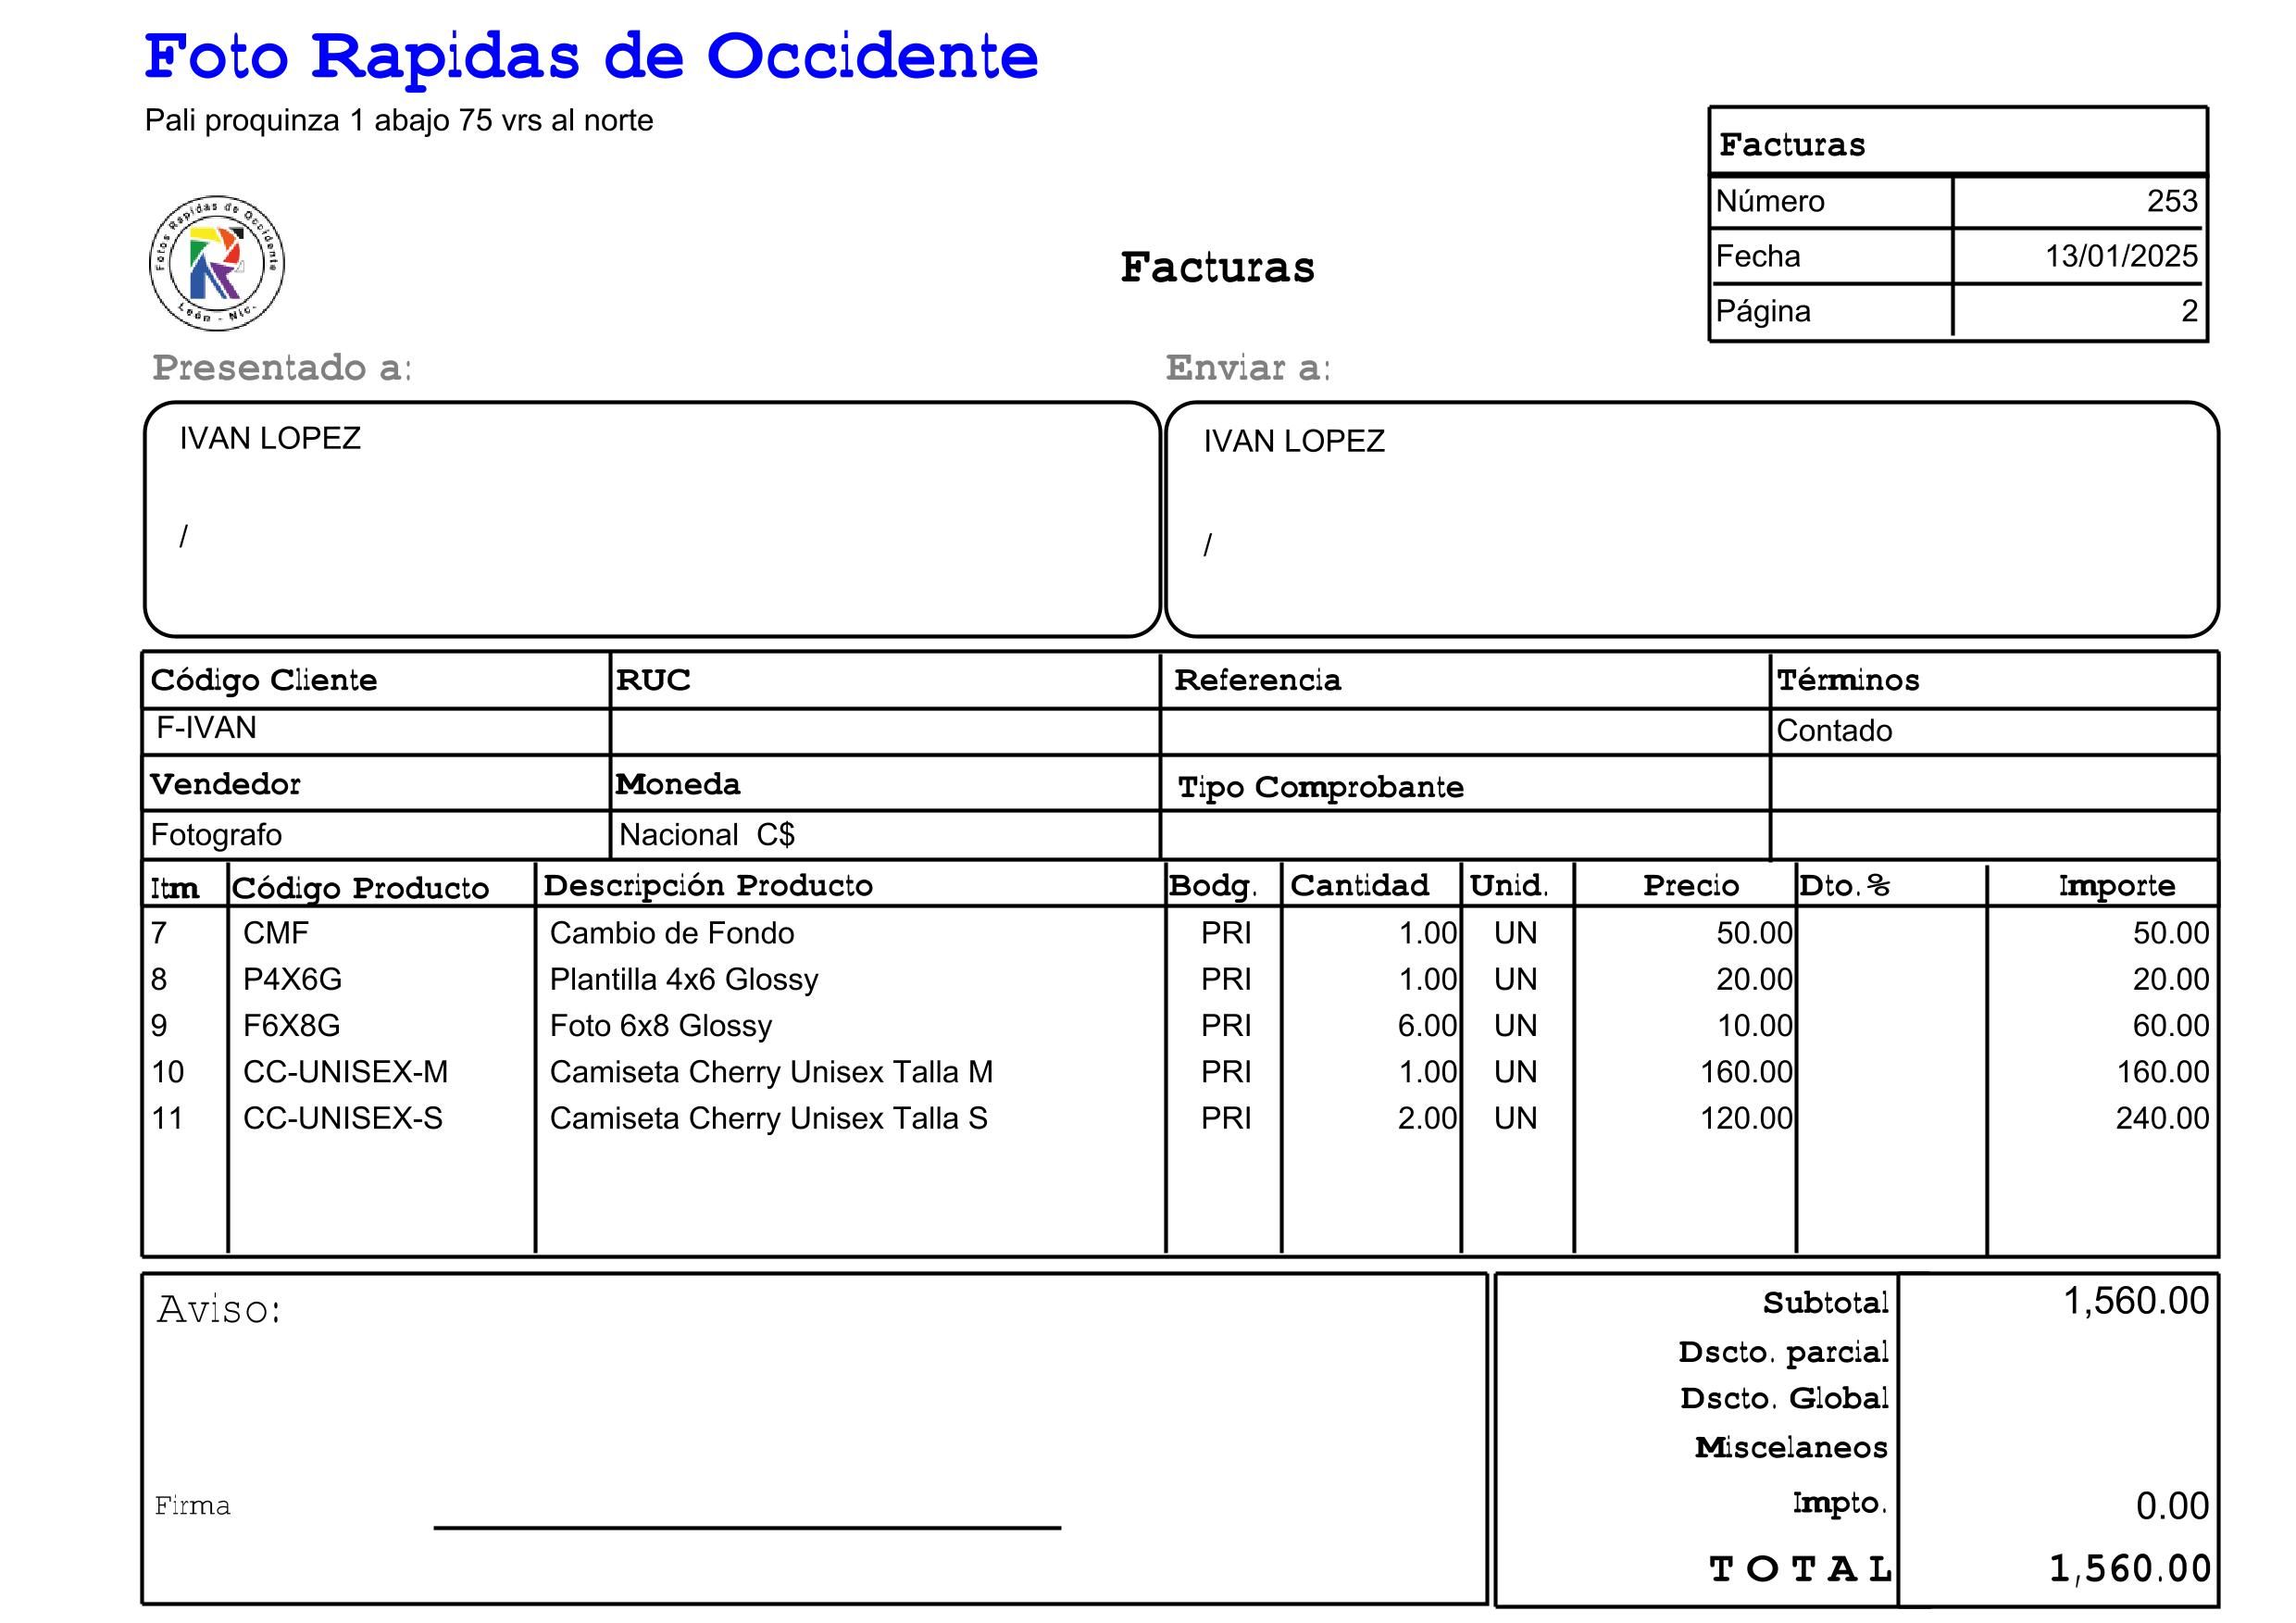 Foto Rapidas de Occidente
Pali proquinza 1 abajo 75 vrs al norte
Facturas
Número 253
Fecha 13/01/2025
Página 2
Fotos Rapidas de Occidente
León - Nic.
Facturas
Presentado a: Enviar a:
IVAN LOPEZ IVAN LOPEZ
/ /
Código Cliente RUC Referencia Términos
F-IVAN Contado
Vendedor Moneda Tipo Comprobante
Fotografo Nacional C$
Itm Código Producto Descripción Producto Bodg. Cantidad Unid. Precio Dto.% Importe
7 CMF Cambio de Fondo PRI 1.00 UN 50.00 50.00
8 P4X6G Plantilla 4x6 Glossy PRI 1.00 UN 20.00 20.00
9 F6X8G Foto 6x8 Glossy PRI 6.00 UN 10.00 60.00
10 CC-UNISEX-M Camiseta Cherry Unisex Talla M PRI 1.00 UN 160.00 160.00
11 CC-UNISEX-S Camiseta Cherry Unisex Talla S PRI 2.00 UN 120.00 240.00
Aviso:
Subtotal 1,560.00
Dscto. parcial
Dscto. Global
Miscelaneos
Firma
Impto. 0.00
TOTAL 1,560.00